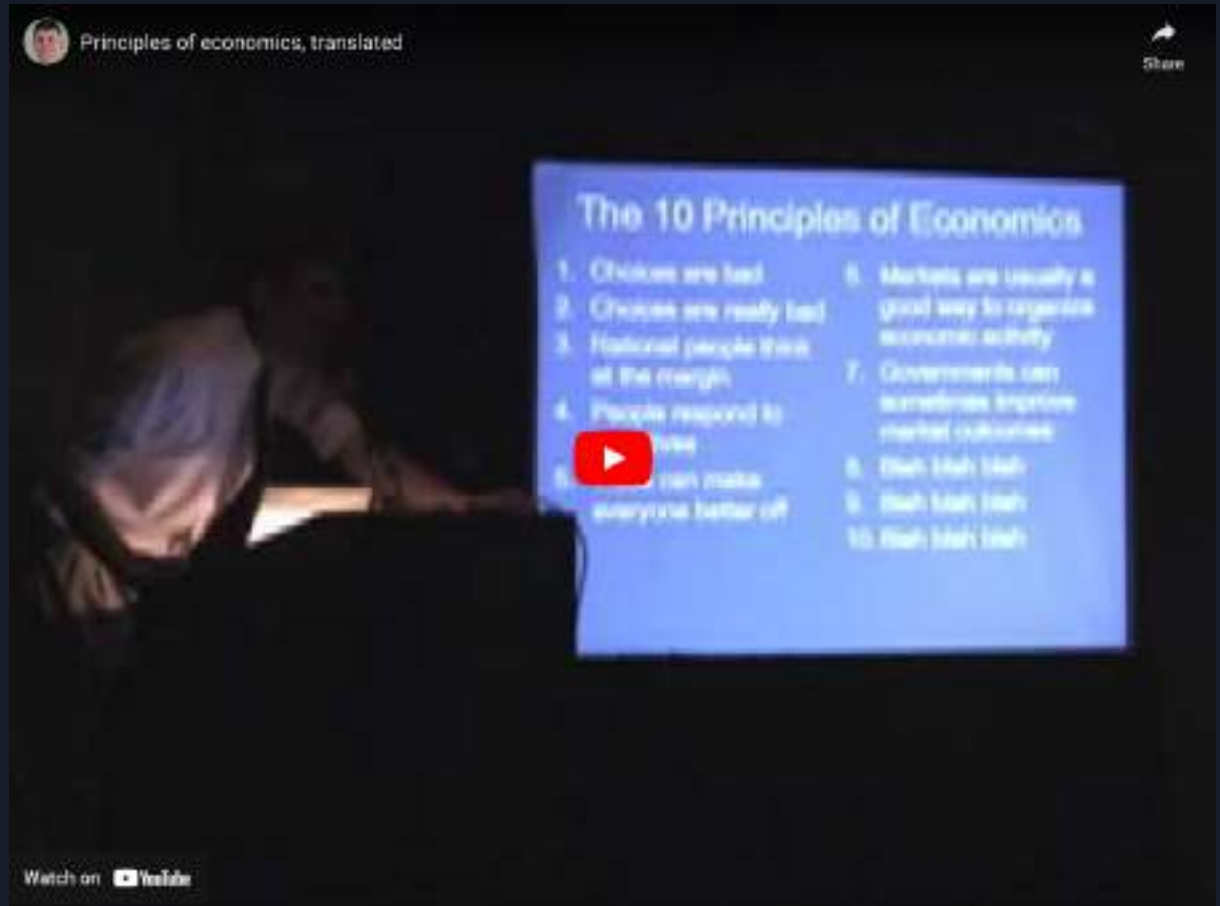 Principles of economics, translated
Share
The 10 Principles of Economics
1. Choices are bad
2. Choices are really bad
3. Rational people think
at the margin
4. People respond to
ives
5. can make
everyone better off
6. Markets are usually a
good way to organize
economic activity
7. Governments can
sometimes improve
market outcomes
8. Blah blah blah
9. Blah blah blah
10. Blah blah blah
Watch on YouTube